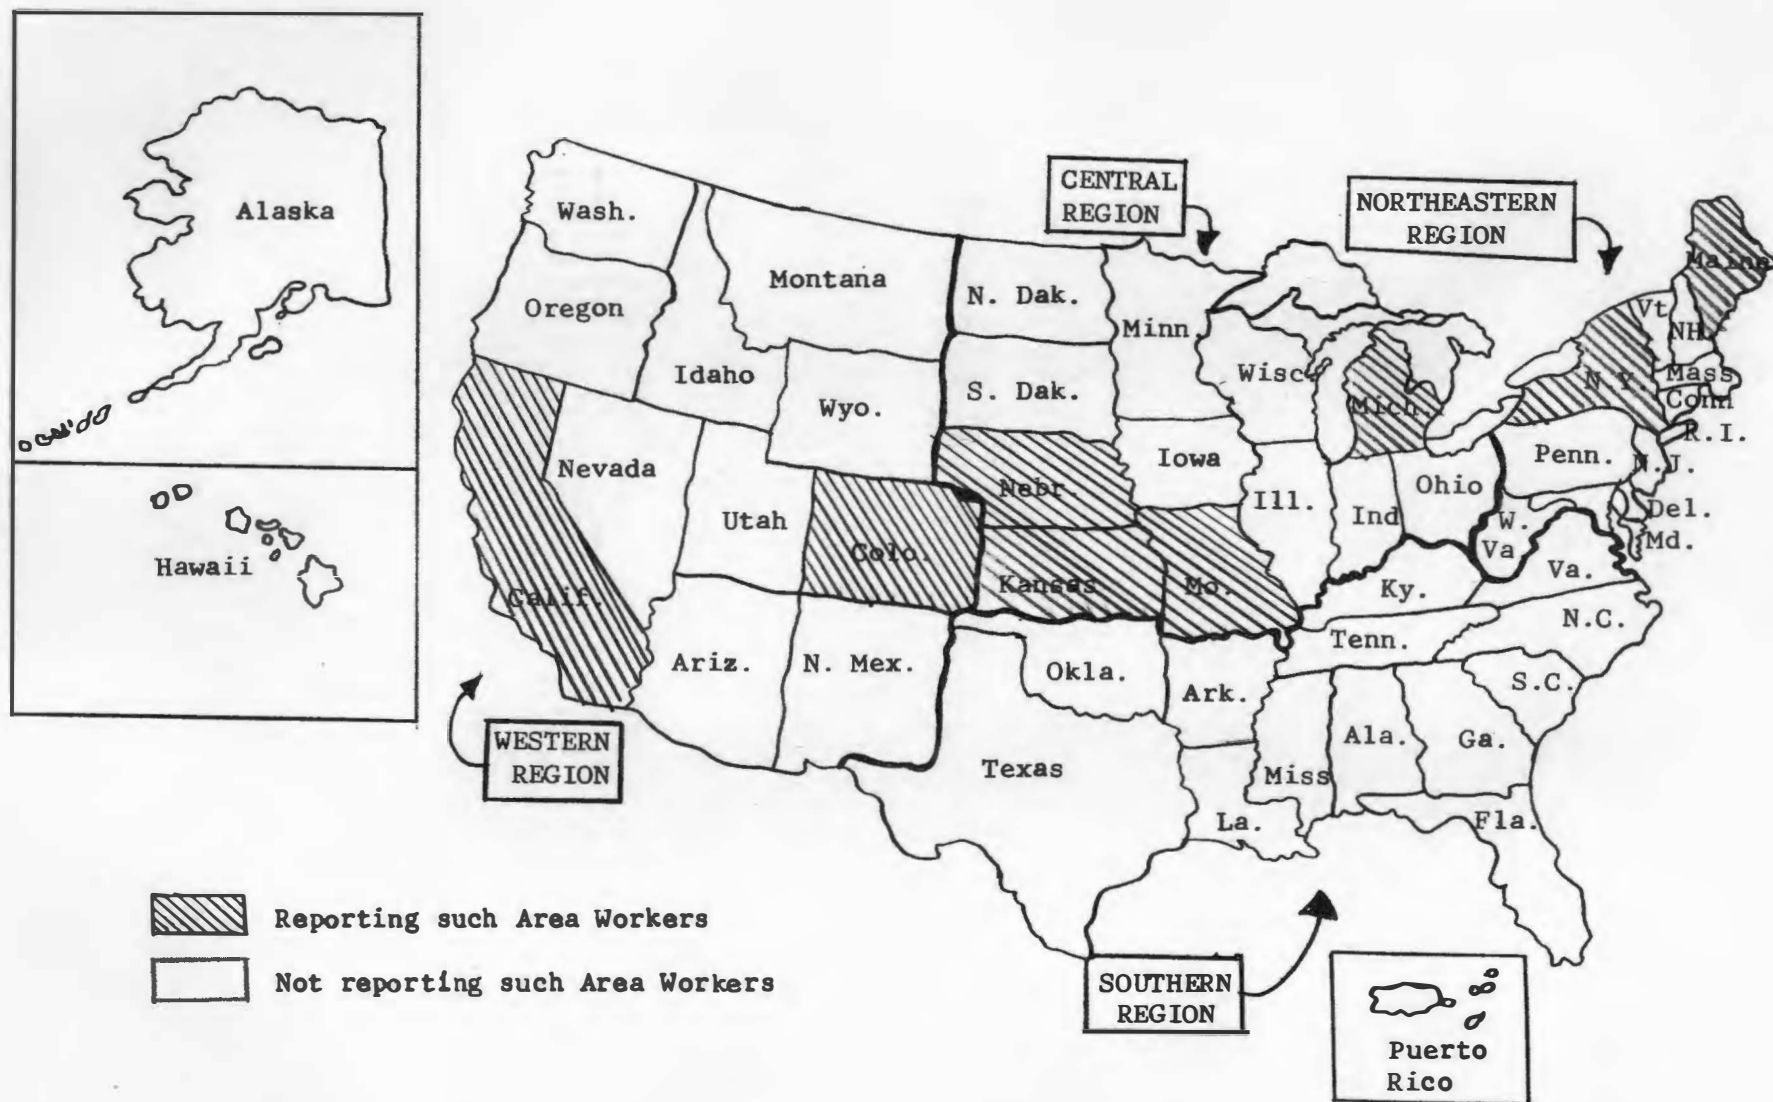 Alaska
Hawaii
CENTRAL
REGION
NORTHEASTERN
REGION
WESTERN
REGION
SOUTHERN
REGION
Wash.
Oregon
Calif.
Nevada
Idaho
Montana
Wyo.
Utah
Colo.
Ariz.
N. Mex.
N. Dak.
S. Dak.
Nebr.
Kansas
Minn.
Iowa
Mo.
Wisc.
Ill.
Mich.
Ind
Ohio
Maine
Vt
NH
Mass
Conn
R.I.
N.Y.
Penn.
N.J.
Del.
Md.
W.
Va
Va.
Ky.
Tenn.
N.C.
S.C.
Okla.
Ark.
Texas
La.
Miss
Ala.
Ga.
Fla.
Puerto
Rico
Reporting such Area Workers
Not reporting such Area Workers